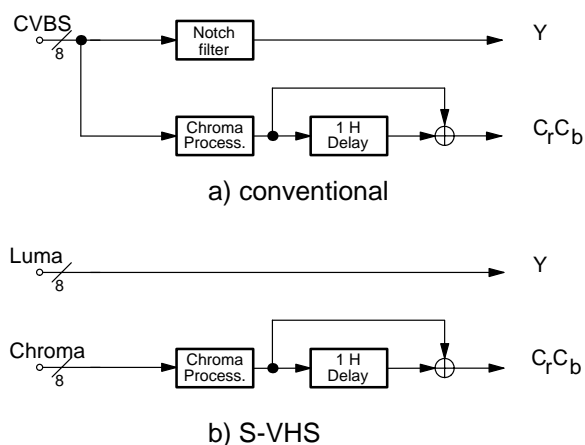 CVBS
8
Notch
filter
Y
Chroma
Process.
1 H
Delay
CrCb
a) conventional
Luma
8
Y
Chroma
8
Chroma
Process.
1 H
Delay
CrCb
b) S-VHS